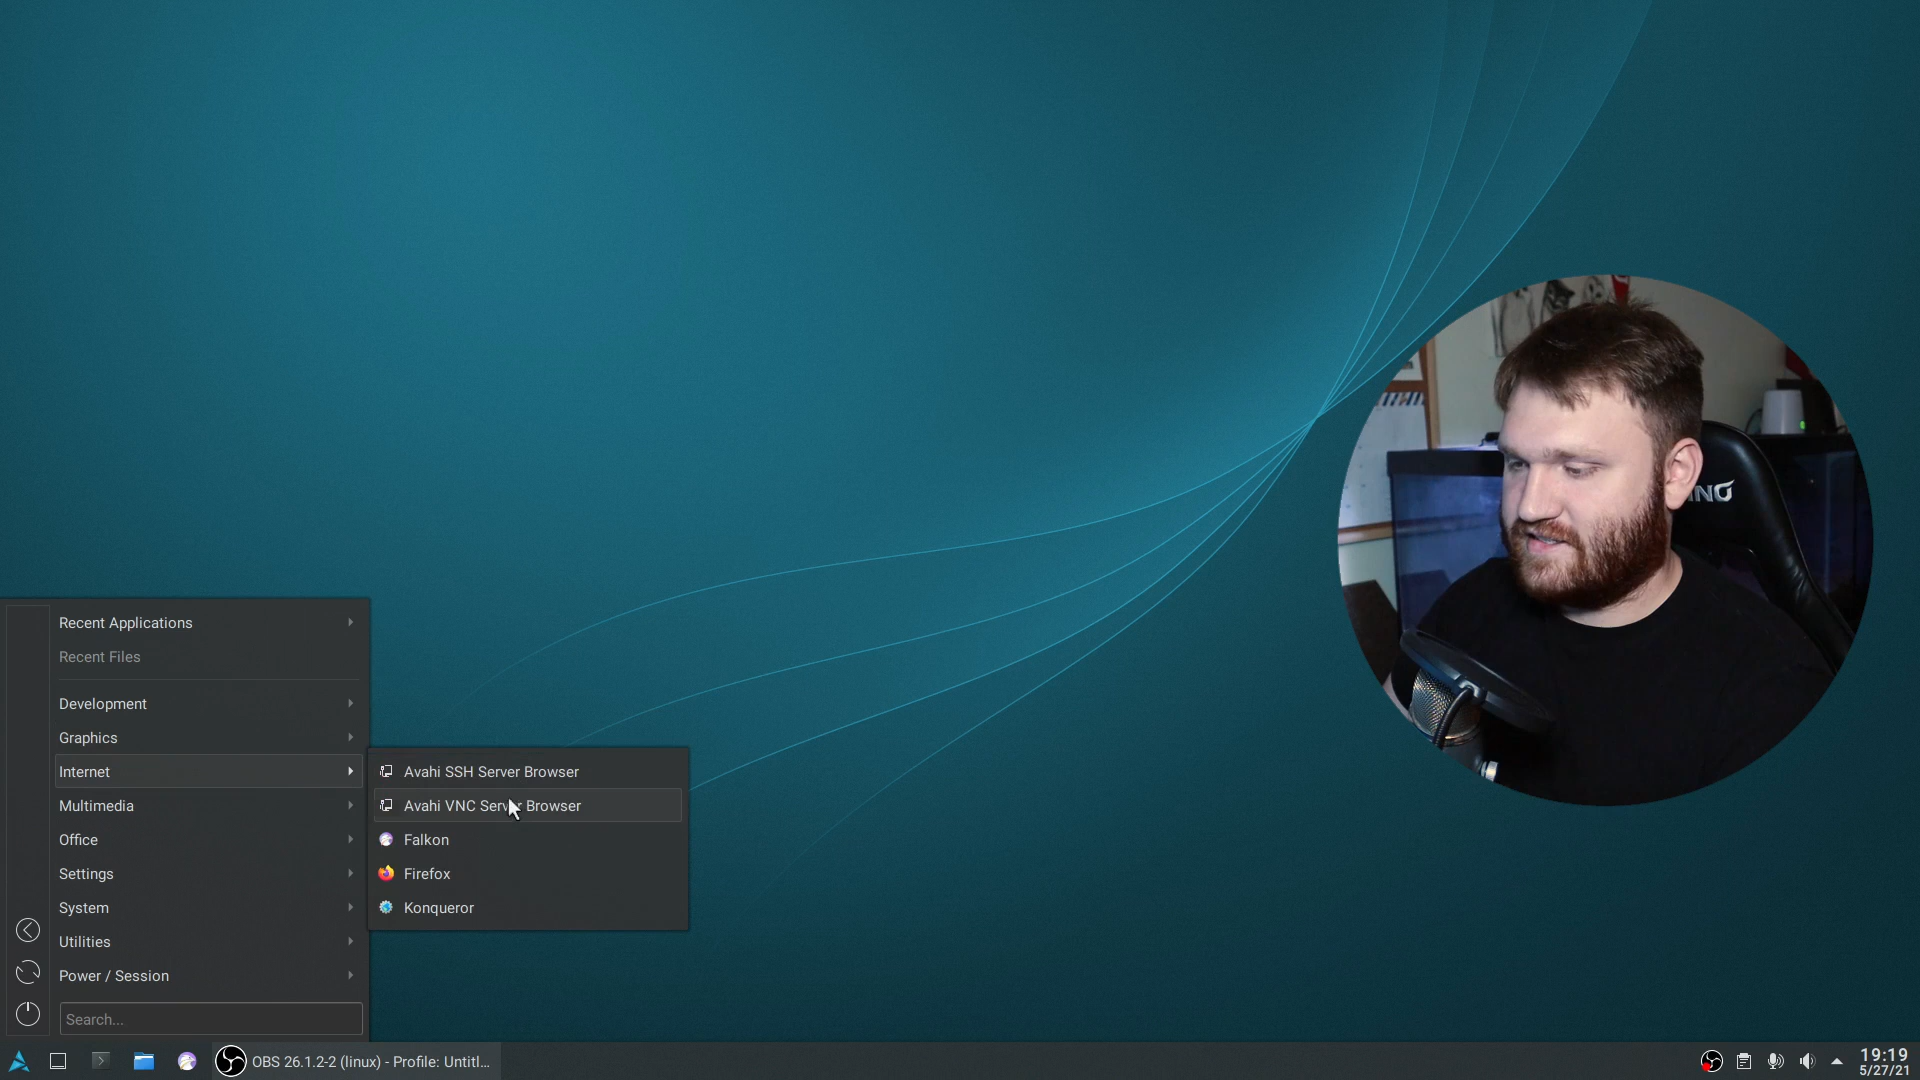 Recent Applications
Recent Files
Development
Graphics
Internet
Multimedia
Office
Settings
System
Utilities
Power / Session
Search...
Avahi SSH Server Browser
Avahi VNC Server Browser
Falkon
Firefox
Konqueror
OBS 26.1.2-2 (linux) - Profile: Untitl...
19:19
5/27/21